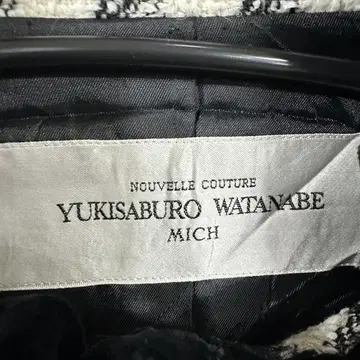 NOUVELLE COUTURE
YUKISABURO WATANABE
MICH